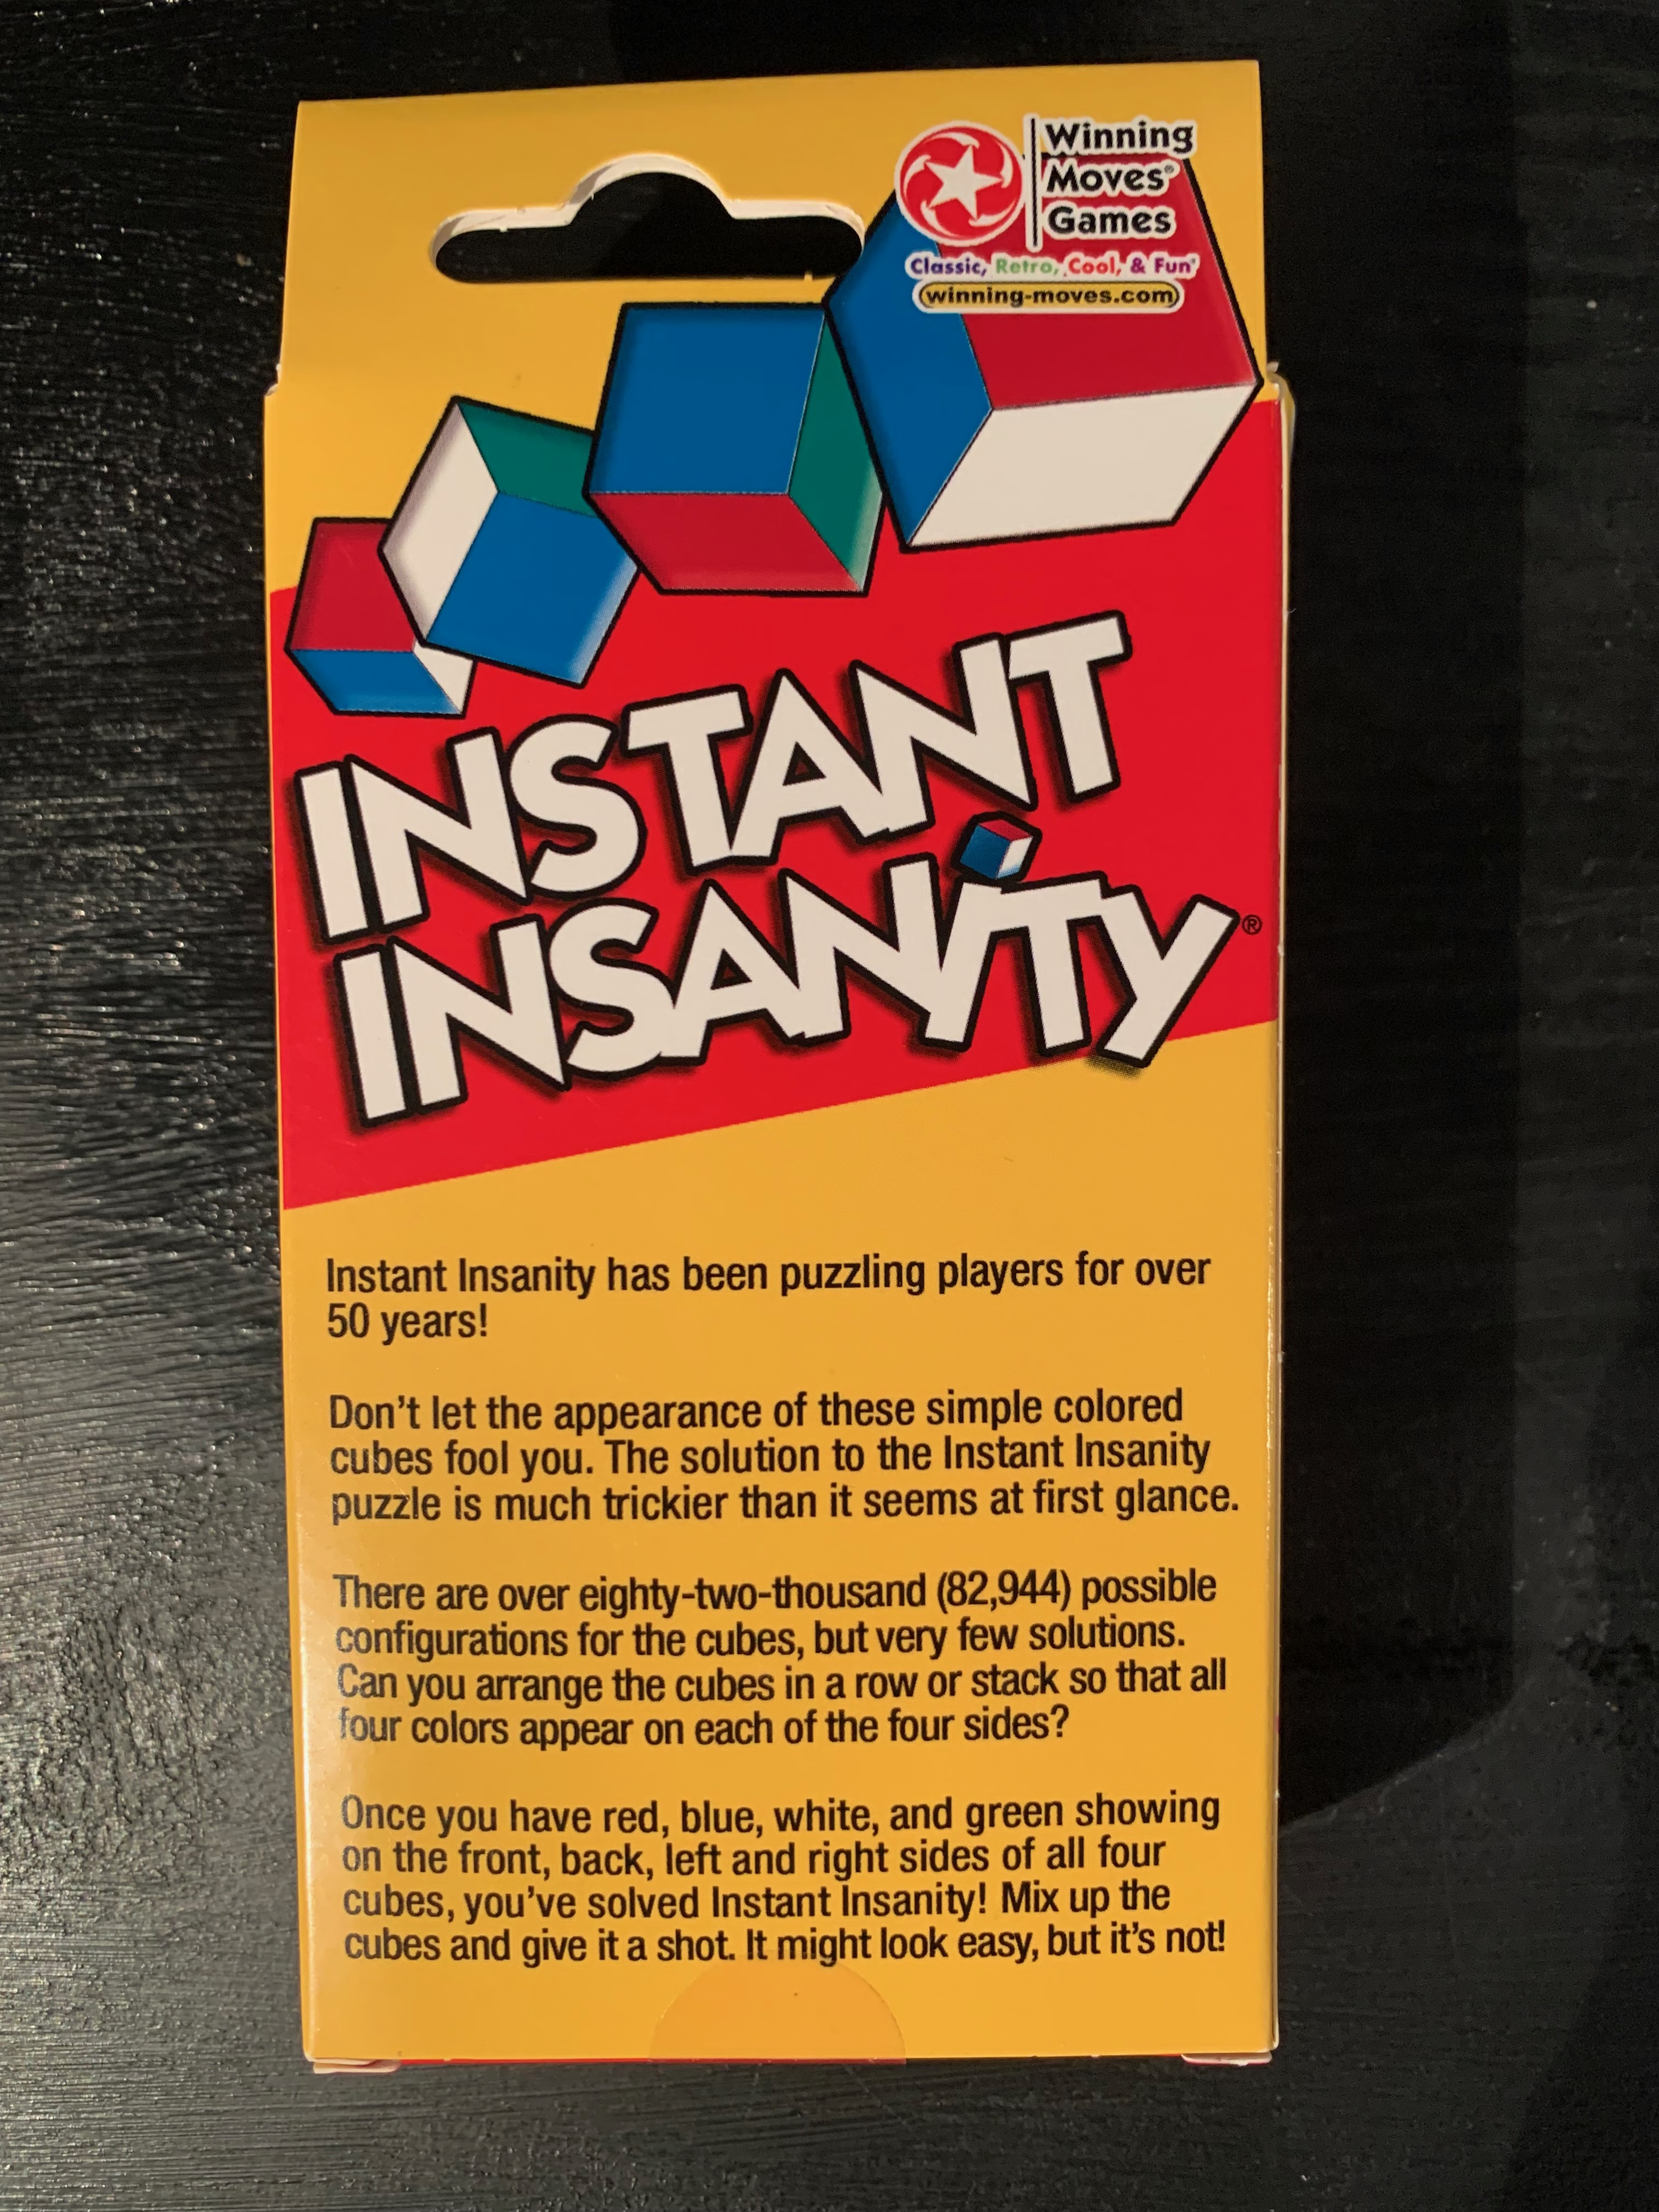 Winning
Moves®
Games
Classic, Retro, Cool, & Fun®
winning-moves.com
INSTANT
INSANiTY®
Instant Insanity has been puzzling players for over
50 years!
Don't let the appearance of these simple colored
cubes fool you. The solution to the Instant Insanity
puzzle is much trickier than it seems at first glance.
There are over eighty-two-thousand (82,944) possible
configurations for the cubes, but very few solutions.
Can you arrange the cubes in a row or stack so that all
four colors appear on each of the four sides?
Once you have red, blue, white, and green showing
on the front, back, left and right sides of all four
cubes, you've solved Instant Insanity! Mix up the
cubes and give it a shot. It might look easy, but it's not!